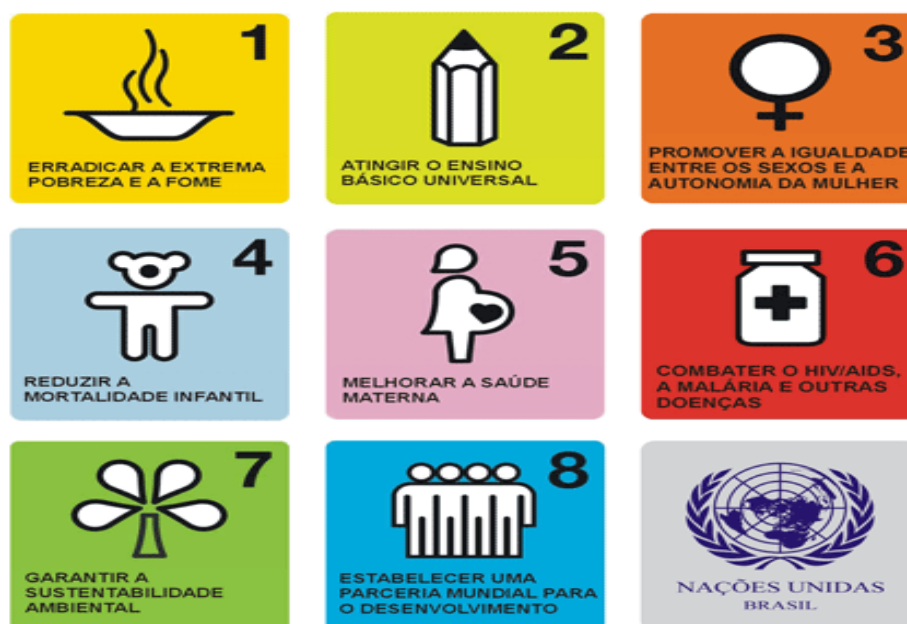 1
ERRADICAR A EXTREMA
POBREZA E A FOME
2
ATINGIR O ENSINO
BÁSICO UNIVERSAL
3
PROMOVER A IGUALDADE
ENTRE OS SEXOS E A
AUTONOMIA DA MULHER
4
REDUZIR A
MORTALIDADE INFANTIL
5
MELHORAR A SAÚDE
MATERNA
6
COMBATER O HIV/AIDS,
A MALÁRIA E OUTRAS
DOENÇAS
7
GARANTIR A
SUSTENTABILIDADE
AMBIENTAL
8
ESTABELECER UMA
PARCERIA MUNDIAL PARA
O DESENVOLVIMENTO
NAÇÕES UNIDAS
BRASIL